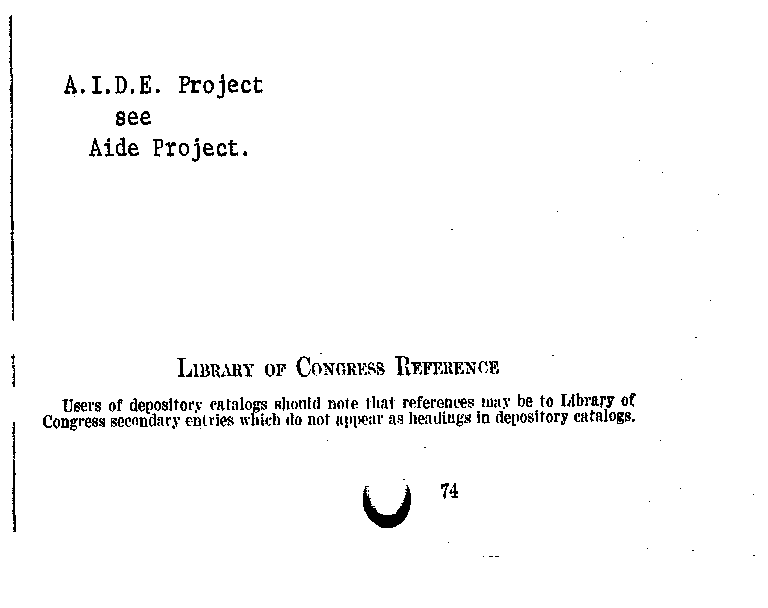 A.I.D.E. Project
see
Aide Project.
LIBRARY OF CONGRESS REFERENCE
Users of depository catalogs should note that references may be to Library of
Congress secondary entries which do not appear as headings in depository catalogs.
74